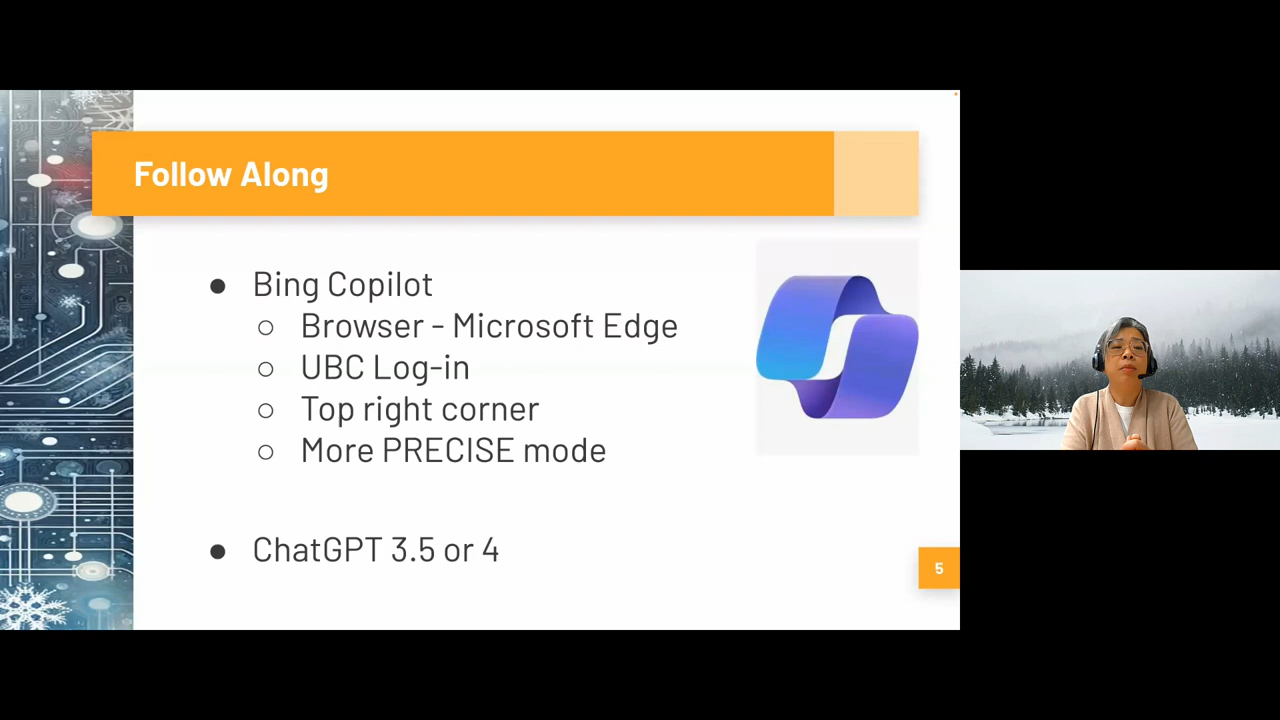 Follow Along
● Bing Copilot
○ Browser - Microsoft Edge
○ UBC Log-in
○ Top right corner
○ More PRECISE mode
● ChatGPT 3.5 or 4
5